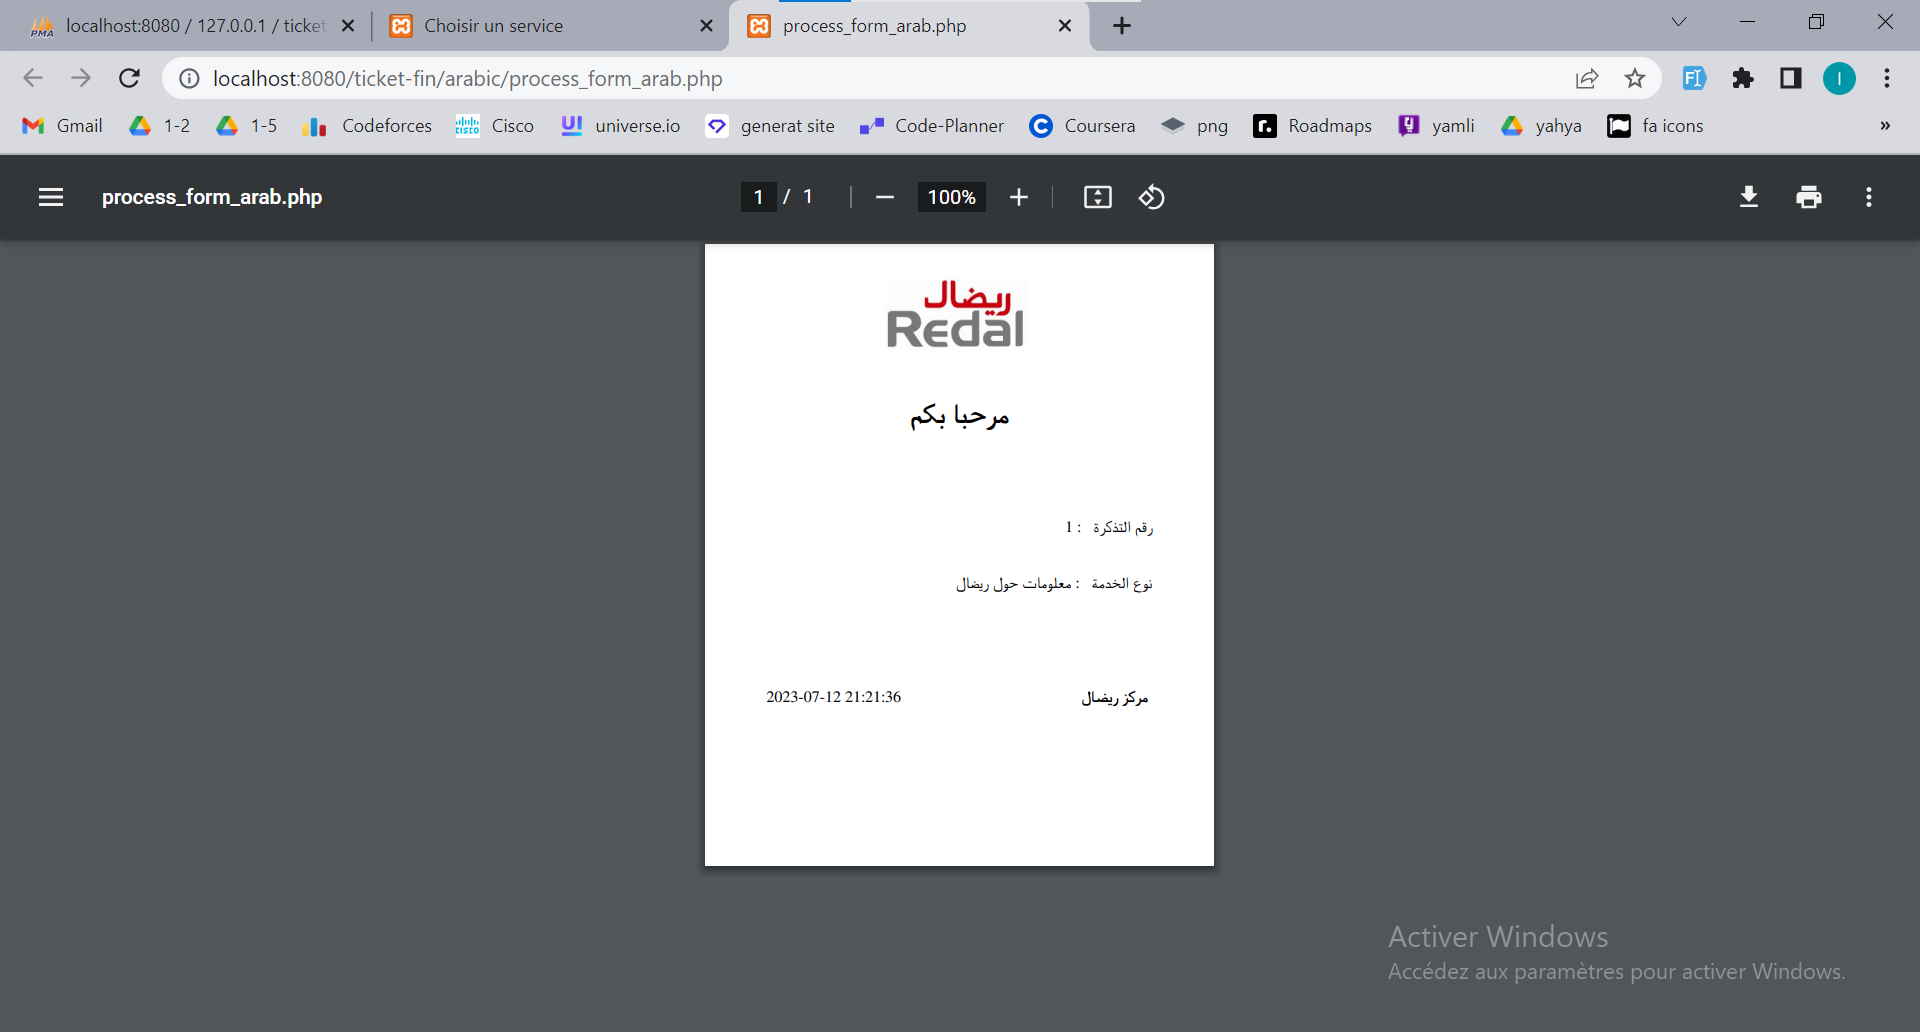 localhost:8080 / 127.0.0.1 / ticket
Choisir un service
process_form_arab.php
localhost:8080/ticket-fin/arabic/process_form_arab.php
Gmail 1-2 1-5 Codeforces Cisco universe.io generat site Code-Planner Coursera png Roadmaps yamli yahya fa icons »
process_form_arab.php
1 / 1
100%
ريضال
Redal
مرحبا بكم
رقم التذكرة : 1
نوع الخدمة : معلومات حول ريضال
مركز ريضال
2023-07-12 21:21:36
Activer Windows
Accédez aux paramètres pour activer Windows.